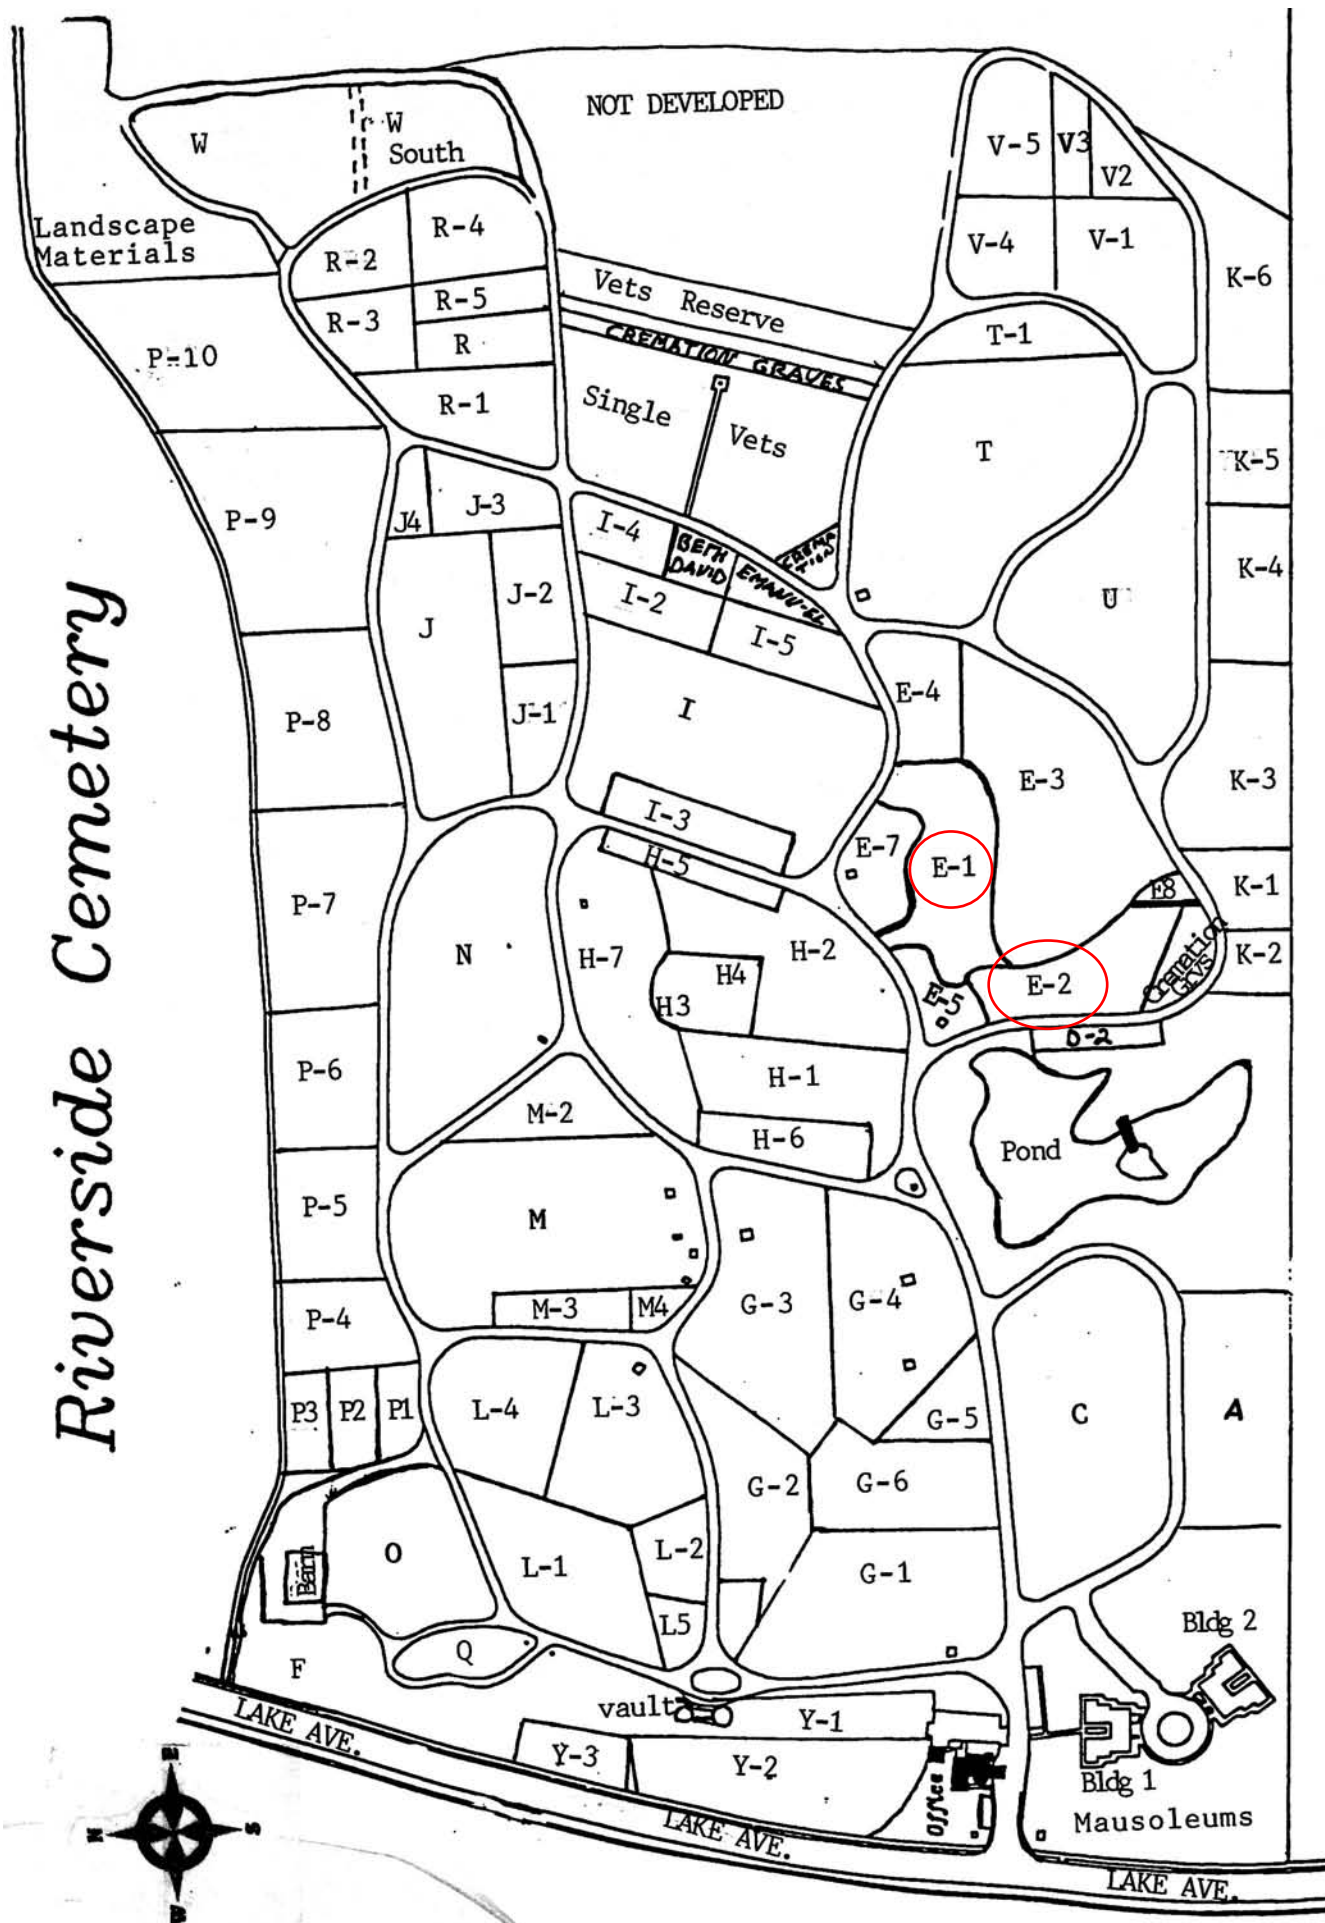 NOT DEVELOPED
W
W
South
V-5
V3
V2
Landscape
Materials
R-2
R-4
V-4
V-1
K-6
R-3
R-5
R
Vets Reserve
T-1
P-10
CREMATION GRAVES
R-1
Single
Vets
T
K-5
P-9
J4
J-3
I-4
BETH
DAVID
EMANU-EL
CREMA
TION
K-4
J
J-2
I-2
I-5
U
E-4
P-8
J-1
I
E-3
K-3
I-3
H-5
E-7
E-1
E8
K-1
P-7
N
H-7
H-2
H4
H3
E-5
E-2
Cremation
Grvs
K-2
D-2
P-6
H-1
M-2
H-6
Pond
P-5
M
G-3
G-4
M-3
M4
P-4
P3
P2
P1
L-4
L-3
G-5
C
A
G-2
G-6
Barn
O
L-1
L-2
G-1
L5
Q
F
Bldg 2
vault
Y-1
Y-3
Y-2
Office
Bldg 1
Mausoleums
LAKE AVE.
LAKE AVE.
LAKE AVE.
Riverside Cemetery
E
N
S
W